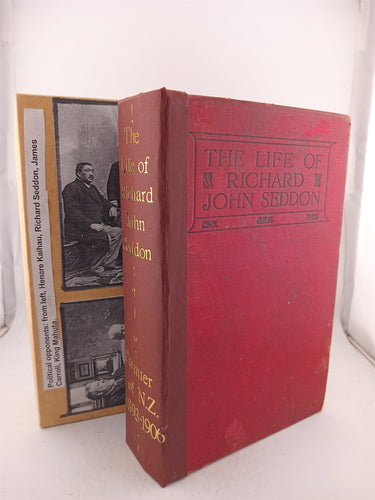 Political opponents: from left, Henare Kaihau, Richard Seddon, James
Carroll, King Mahuta.
The
Life of
Richard
John
Seddon
Premier
of N.Z.
1893-1906
THE LIFE OF
RICHARD
JOHN SEDDON